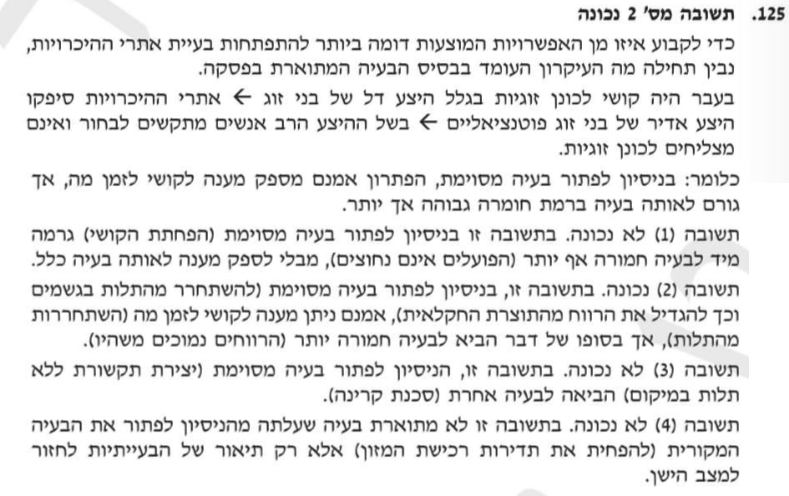 125. תשובה מס' 2 נכונה
כדי לקבוע איזו מן האפשרויות המוצעות דומה ביותר להתפתחות בעיית אתרי ההיכרויות,
נבין תחילה מה העיקרון העומד בבסיס הבעיה המתוארת בפסקה.
בעבר היה קושי לכונן זוגיות בגלל היצע דל של בני זוג ← אתרי ההיכרויות סיפקו
היצע אדיר של בני זוג פוטנציאליים ← בשל ההיצע הרב אנשים מתקשים לבחור ואינם
מצליחים לכונן זוגיות.
כלומר: בניסיון לפתור בעיה מסוימת, הפתרון אמנם מספק מענה לקושי לזמן מה, אך
גורם לאותה בעיה ברמת חומרה גבוהה אף יותר.
תשובה (1) לא נכונה. בתשובה זו בניסיון לפתור בעיה מסוימת (הפחתת הקושי) גרמה
מיד לבעיה חמורה אף יותר (הפועלים אינם נחוצים), מבלי לספק מענה לאותה בעיה כלל.
תשובה (2) נכונה. בתשובה זו, בניסיון לפתור בעיה מסוימת (להשתחרר מהתלות בגשמים
וכך להגדיל את הרווח מהתוצרת החקלאית), אמנם ניתן מענה לקושי לזמן מה (השתחררות
מהתלות), אך בסופו של דבר הביא לבעיה חמורה יותר (הרווחים נמוכים משהיו).
תשובה (3) לא נכונה. בתשובה זו, הניסיון לפתור בעיה מסוימת (יצירת תקשורת ללא
תלות במיקום) הביאה לבעיה אחרת (סכנת קרינה).
תשובה (4) לא נכונה. בתשובה זו לא מתוארת בעיה שעלתה מהניסיון לפתור את הבעיה
המקורית (להפחית את תדירות רכישת המזון) אלא רק תיאור של הבעייתיות לחזור
למצב הישן.